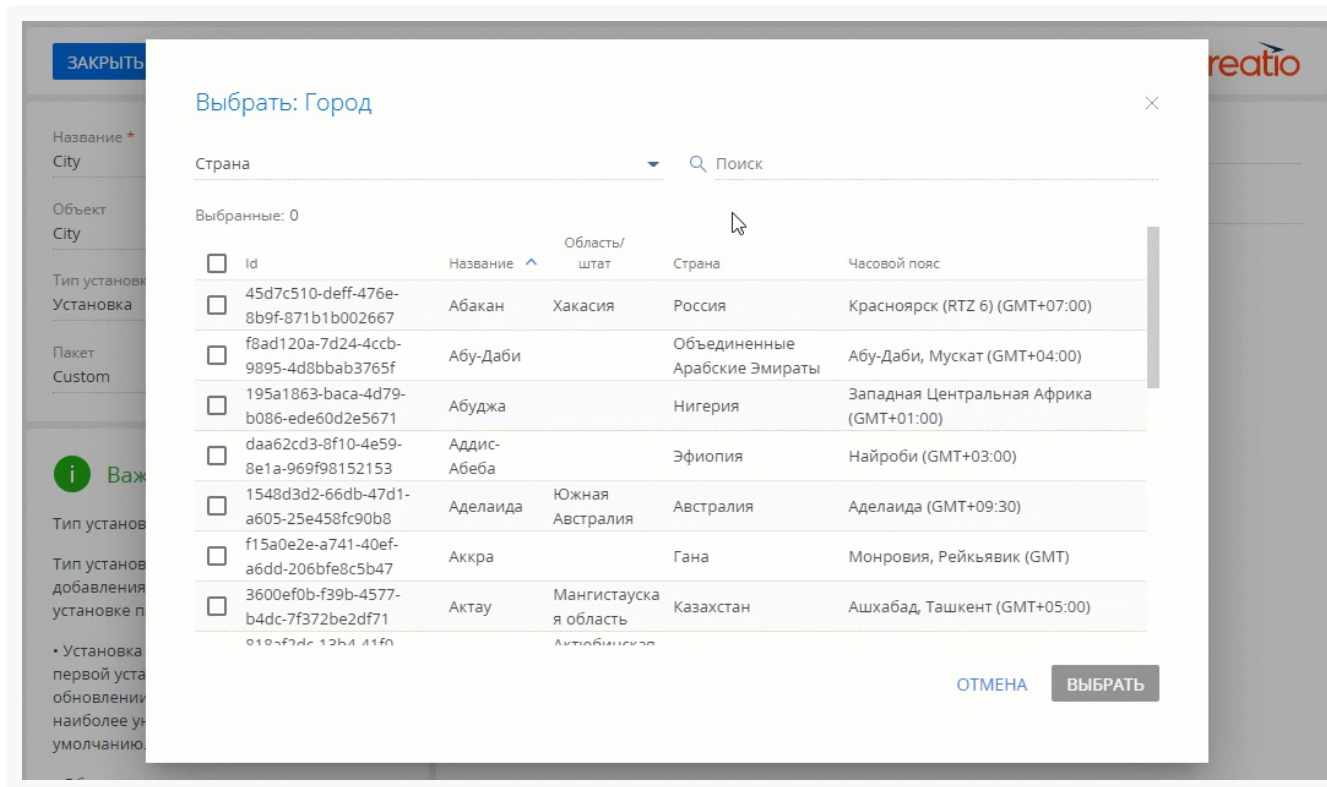 ЗАКРЫТЬ
reatio
Выбрать: Город
Название *
City
Страна
Поиск
Объект
City
Выбранные: 0
Id
Название
Область/
штат
Страна
Часовой пояс
Тип установк
Установка
45d7c510-deff-476e-
8b9f-871b1b002667
Абакан
Хакасия
Россия
Красноярск (RTZ 6) (GMT+07:00)
Пакет
Custom
f8ad120a-7d24-4ccb-
9895-4d8bbab3765f
Абу-Даби
Объединенные
Арабские Эмираты
Абу-Даби, Мускат (GMT+04:00)
195a1863-baca-4d79-
b086-ede60d2e5671
Абуджа
Нигерия
Западная Центральная Африка
(GMT+01:00)
daa62cd3-8f10-4e59-
8e1a-969f98152153
Аддис-
Абеба
Эфиопия
Найроби (GMT+03:00)
Важ
1548d3d2-66db-47d1-
a605-25e458fc90b8
Аделаида
Южная
Австралия
Австралия
Аделаида (GMT+09:30)
Тип установ
f15a0e2e-a741-40ef-
a6dd-206bfe8c5b47
Аккра
Гана
Монровия, Рейкьявик (GMT)
Тип установ
добавления
установке п
3600ef0b-f39b-4577-
b4dc-7f372be2df71
Актау
Мангистауска
я область
Казахстан
Ашхабад, Ташкент (GMT+05:00)
818af2dc-13b4-41f0-
Актюбинская
• Установка
первой уста
обновлении
наиболее ун
умолчанию.
ОТМЕНА
ВЫБРАТЬ